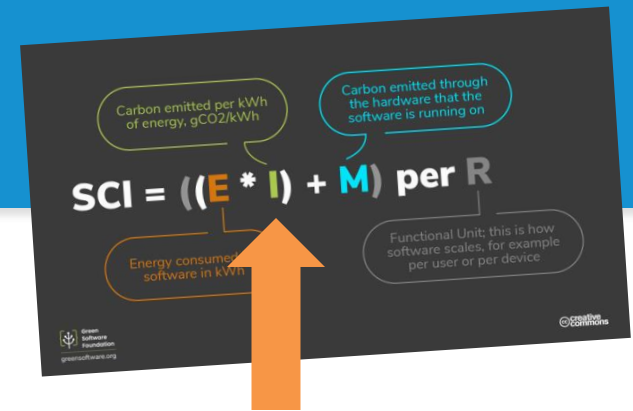 Carbon emitted per kWh
of energy, gCO2/kWh
Carbon emitted through
the hardware that the
software is running on
SCI = ((E * I) + M) per R
Energy consumed
software in kWh
Functional Unit; this is how
software scales, for example
per user or per device
Green
Software
Foundation
greensoftware.org
cc creative
commons